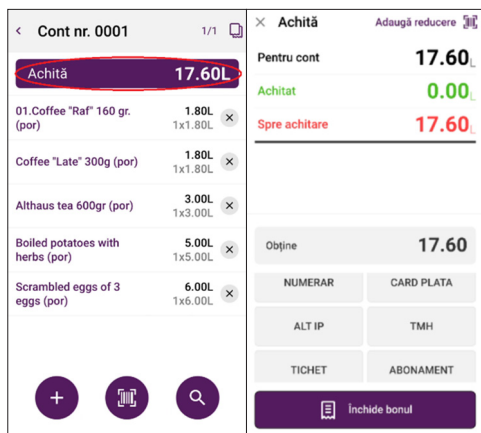 Cont nr. 0001
1/1
Achită 17.60L
01.Coffee "Raf" 160 gr. (por)
1.80L
1x1.80L
Coffee "Late" 300g (por)
1.80L
1x1.80L
Althaus tea 600gr (por)
3.00L
1x3.00L
Boiled potatoes with
herbs (por)
5.00L
1x5.00L
Scrambled eggs of 3
eggs (por)
6.00L
1x6.00L
Achită
Adaugă reducere
Pentru cont 17.60L
Achitat 0.00L
Spre achitare 17.60L
Obține 17.60
NUMERAR CARD PLATA
ALT IP TMH
TICHET ABONAMENT
Închide bonul